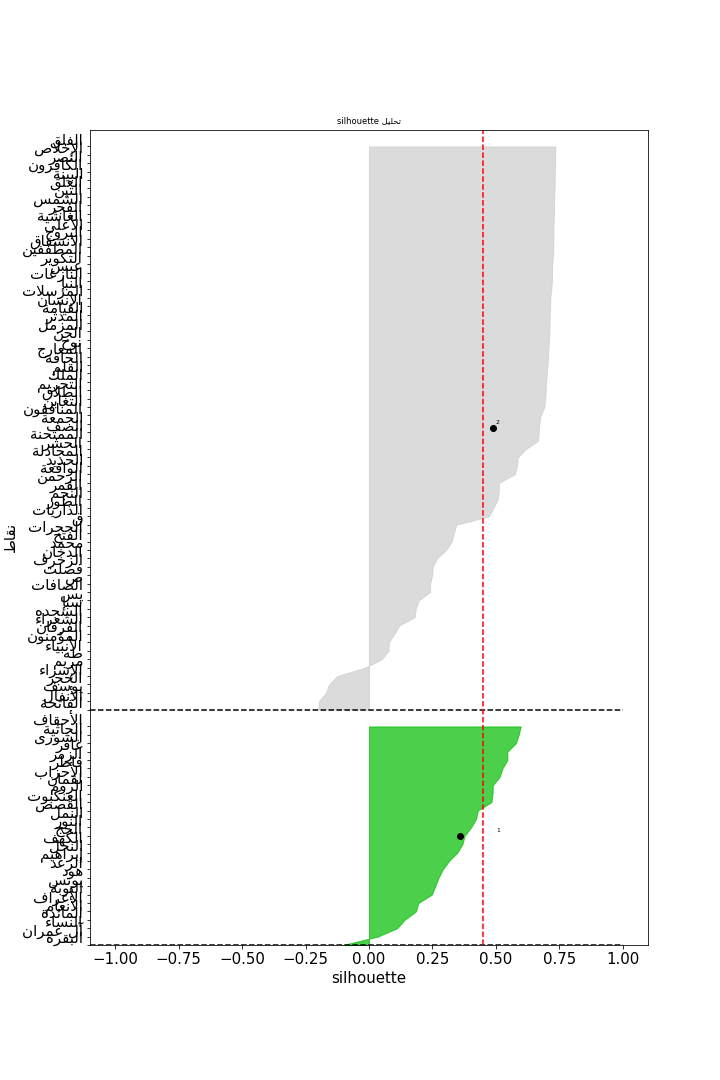 تحليل silhouette
الفلق
الإخلاص
النصر
الكافرون
البينة
العلق
التين
الشمس
الفجر
الغاشية
الأعلى
البروج
الانشقاق
المطففين
التكوير
عبس
النازعات
النبأ
المرسلات
الإنسان
القيامة
المدثر
المزمل
الجن
نوح
المعارج
الحاقة
القلم
الملك
التحريم
الطلاق
التغابن
المنافقون
الجمعة
الصف
الممتحنة
الحشر
المجادلة
الحديد
الواقعة
الرحمن
القمر
النجم
الطور
الذاريات
ق
الحجرات
الفتح
محمد
الدخان
الزخرف
فصلت
ص
الصافات
يس
سبأ
السجده
الشعراء
الفرقان
المؤمنون
الأنبياء
طه
مريم
الإسراء
الحجر
يوسف
الأنفال
الفاتحة
الأحقاف
الجاثية
الشورى
غافر
الزمر
فاطر
الأحزاب
لقمان
الروم
العنكبوت
القصص
النمل
النور
الحج
الكهف
النحل
إبراهيم
الرعد
هود
يونس
التوبة
الأعراف
الأنعام
المائدة
النساء
آل عمران
البقرة
نقاط
2
1
−1.00 −0.75 −0.50 −0.25 0.00 0.25 0.50 0.75 1.00
silhouette